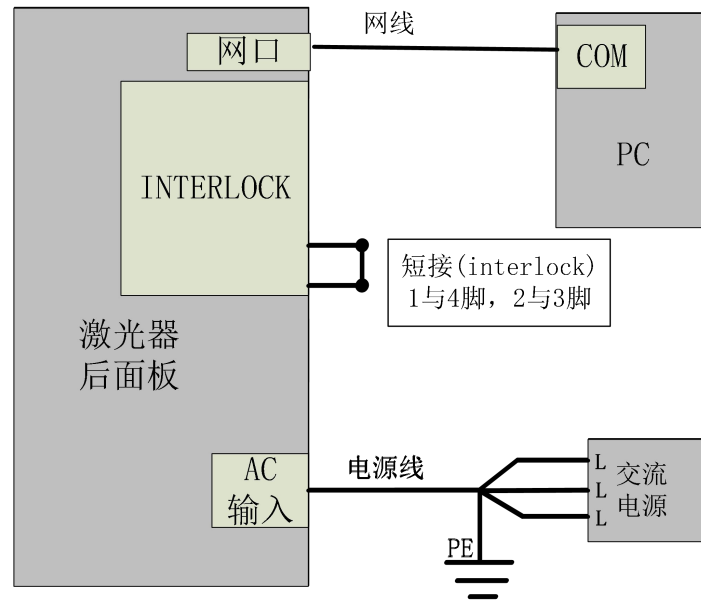 网线
网口
COM
PC
INTERLOCK
短接(interlock)
1与4脚，2与3脚
激光器
后面板
AC
输入
电源线
L
L
L
交流
电源
PE